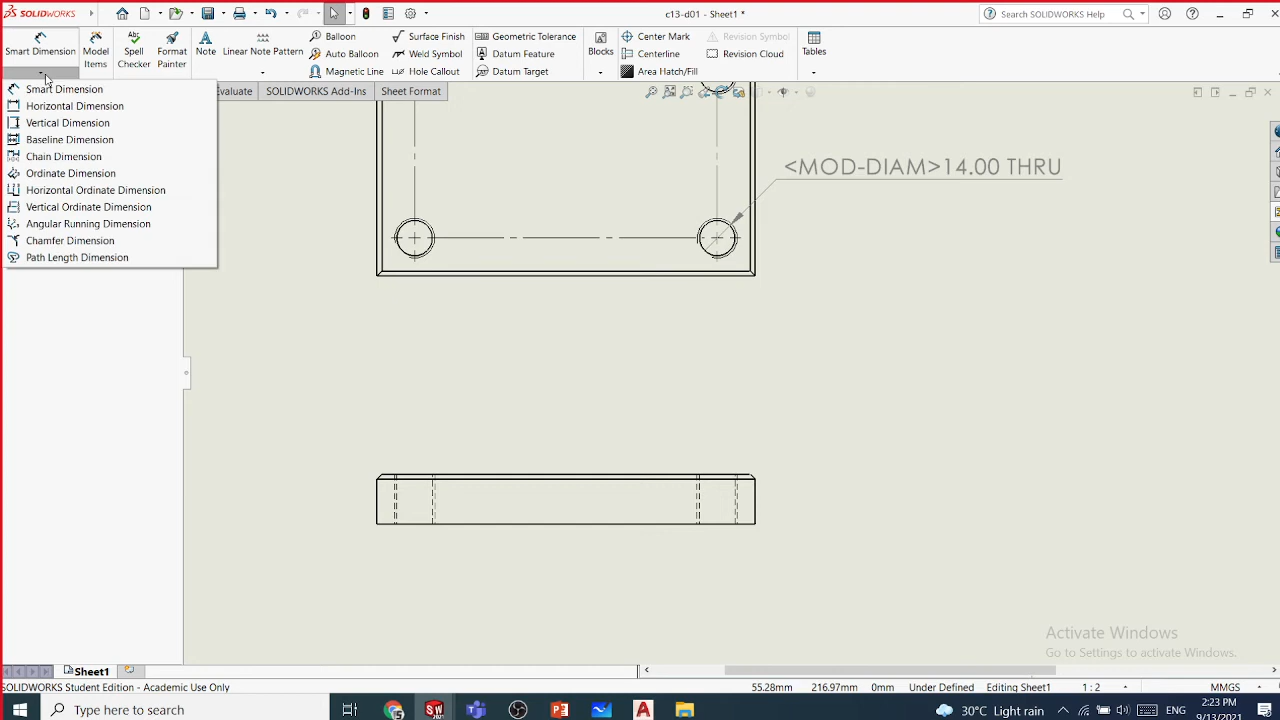 SOLIDWORKS
c13-d01 - Sheet1 *
Search SOLIDWORKS Help
Smart Dimension
Model Items
Spell Checker
Format Painter
Note
Linear Note Pattern
Balloon
Auto Balloon
Magnetic Line
Surface Finish
Weld Symbol
Hole Callout
Geometric Tolerance
Datum Feature
Datum Target
Blocks
Center Mark
Centerline
Area Hatch/Fill
Revision Symbol
Revision Cloud
Tables
Evaluate
SOLIDWORKS Add-Ins
Sheet Format
Smart Dimension
Horizontal Dimension
Vertical Dimension
Baseline Dimension
Chain Dimension
Ordinate Dimension
Horizontal Ordinate Dimension
Vertical Ordinate Dimension
Angular Running Dimension
Chamfer Dimension
Path Length Dimension
<MOD-DIAM>14.00 THRU
Activate Windows
Go to Settings to activate Windows.
Sheet1
SOLIDWORKS Student Edition - Academic Use Only
55.28mm
216.97mm
0mm
Under Defined
Editing Sheet1
1 : 2
MMGS
Type here to search
30°C Light rain
2:23 PM